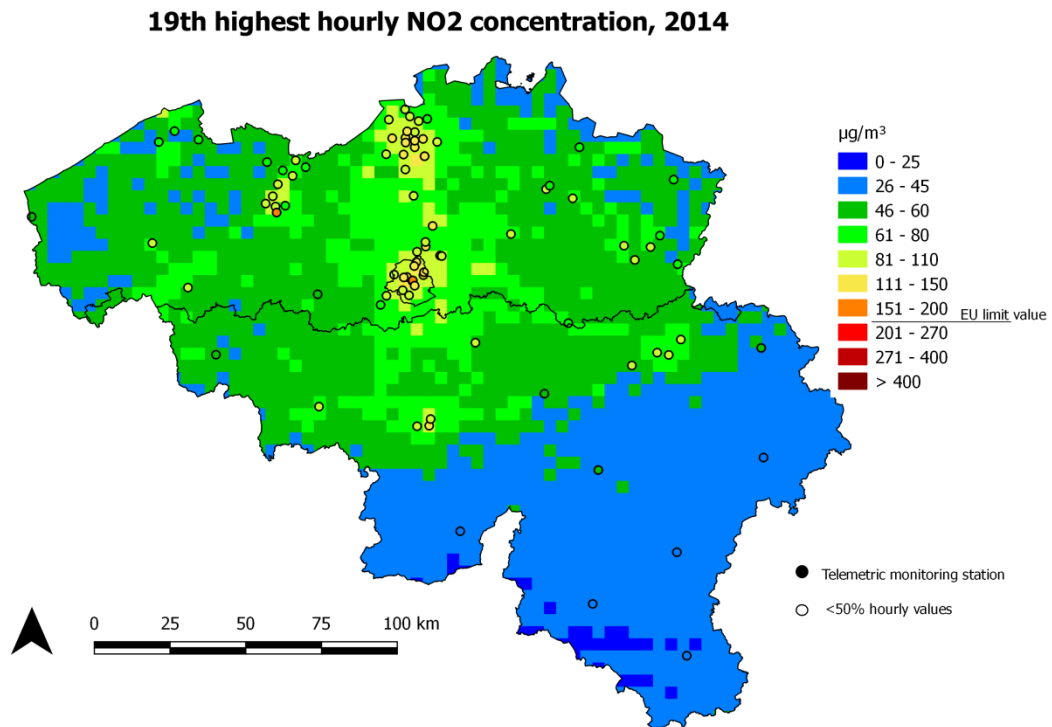 19th highest hourly NO2 concentration, 2014
µg/m³
0 - 25
26 - 45
46 - 60
61 - 80
81 - 110
111 - 150
151 - 200
EU limit value
201 - 270
271 - 400
> 400
Telemetric monitoring station
<50% hourly values
0 25 50 75 100 km